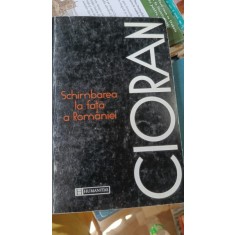 CIORAN
Schimbarea
la față
a României
HUMANITAS